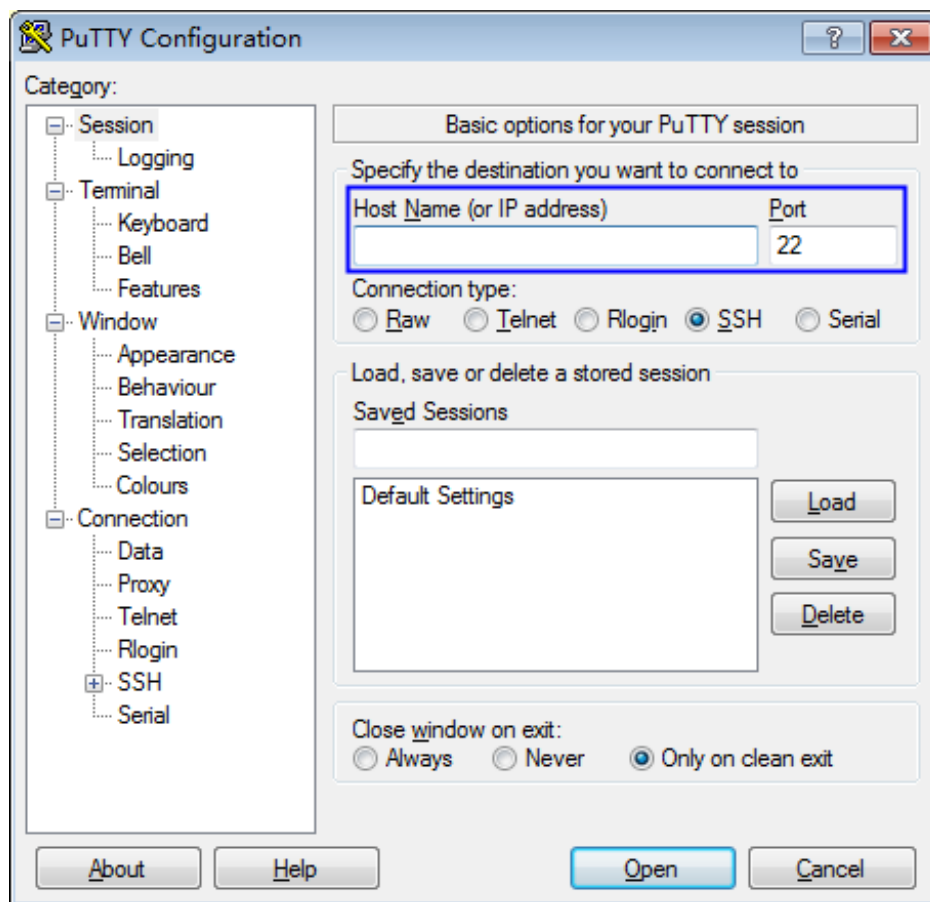 PuTTY Configuration
Category:
Session
Logging
Terminal
Keyboard
Bell
Features
Window
Appearance
Behaviour
Translation
Selection
Colours
Connection
Data
Proxy
Telnet
Rlogin
SSH
Serial
Basic options for your PuTTY session
Specify the destination you want to connect to
Host Name (or IP address) Port
22
Connection type:
Raw Telnet Rlogin SSH Serial
Load, save or delete a stored session
Saved Sessions
Default Settings
Load
Save
Delete
Close window on exit:
Always Never Only on clean exit
About Help Open Cancel